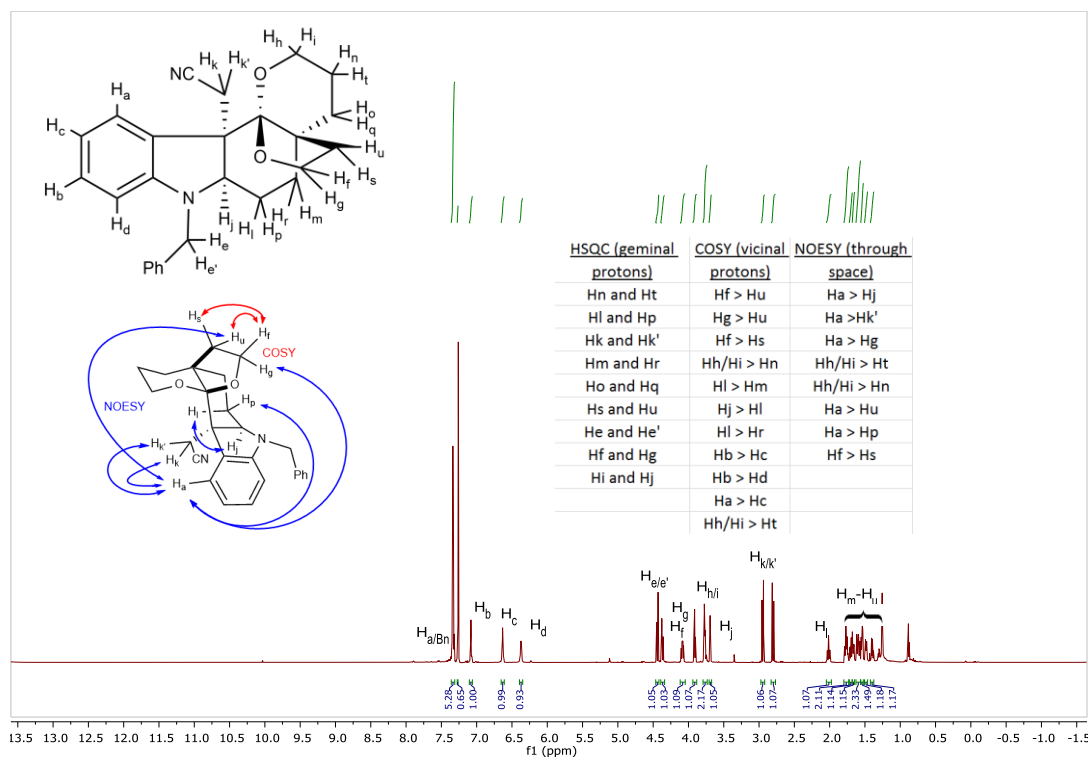 Hh Hi
Hk Hk' Hn
NC O Ht
Ha
Ho
Hc Hq
O Hu
Hb N Hf Hs
Hd Hj Hr Hm Hg
Hl Hp
He
Ph He'
HSQC (geminal protons) COSY (vicinal protons) NOESY (through space)
Hn and Ht Hf > Hu Ha > Hj
Hl and Hp Hg > Hu Ha >Hk'
Hk and Hk' Hf > Hs Ha > Hg
Hm and Hr Hh/Hi > Hn Hh/Hi > Ht
Ho and Hq Hl > Hm Hh/Hi > Hn
Hs and Hu Hj > Hl Ha > Hu
He and He' Hl > Hr Ha > Hp
Hf and Hg Hb > Hc Hf > Hs
Hi and Hj Hb > Hd
Ha > Hc
Hh/Hi > Ht
Hs
Hu Hf
COSY
Hg
O O
NOESY Hl Hp
N
Hk' Hj
Hk CN Ph
Ha
Ha/Bn Hb Hc Hd He/e' Hf Hg Hh/i Hj Hk/k' Hl Hm-Hu
5.28 0.65 1.00 0.99 0.93 1.05 1.03 1.09 1.07 2.17 1.05 1.06 1.07 1.07 2.11 1.14 1.15 2.33 1.49 1.18 1.17
13.5 13.0 12.5 12.0 11.5 11.0 10.5 10.0 9.5 9.0 8.5 8.0 7.5 7.0 6.5 6.0 5.5 5.0 4.5 4.0 3.5 3.0 2.5 2.0 1.5 1.0 0.5 0.0 -0.5 -1.0 -1.5
f1 (ppm)